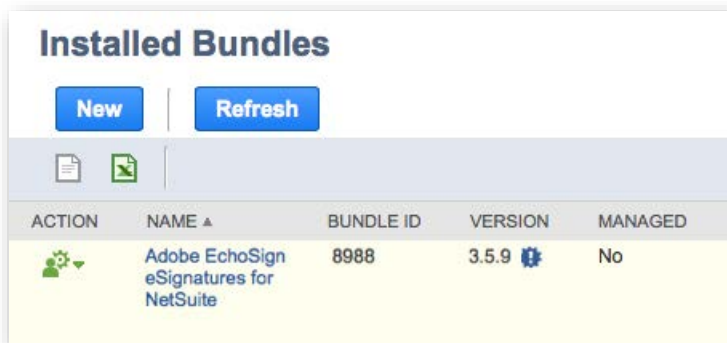 Installed Bundles
New Refresh
ACTION NAME BUNDLE ID VERSION MANAGED
Adobe EchoSign 8988 3.5.9 No
eSignatures for
NetSuite